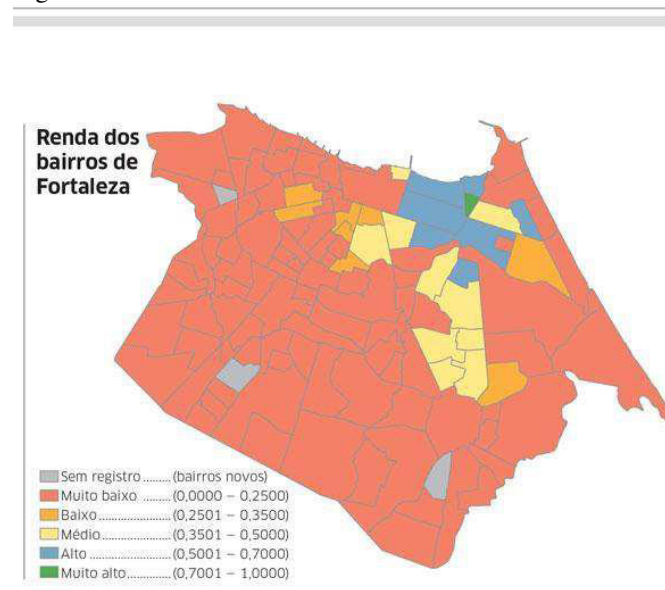 Renda dos
bairros de
Fortaleza
Sem registro ........ (bairros novos)
Muito baixo ....... (0,0000 – 0,2500)
Baixo .................... (0,2501 – 0,3500)
Médio .................. (0,3501 – 0,5000)
Alto ...................... (0,5001 – 0,7000)
Muito alto ............ (0,7001 – 1,0000)